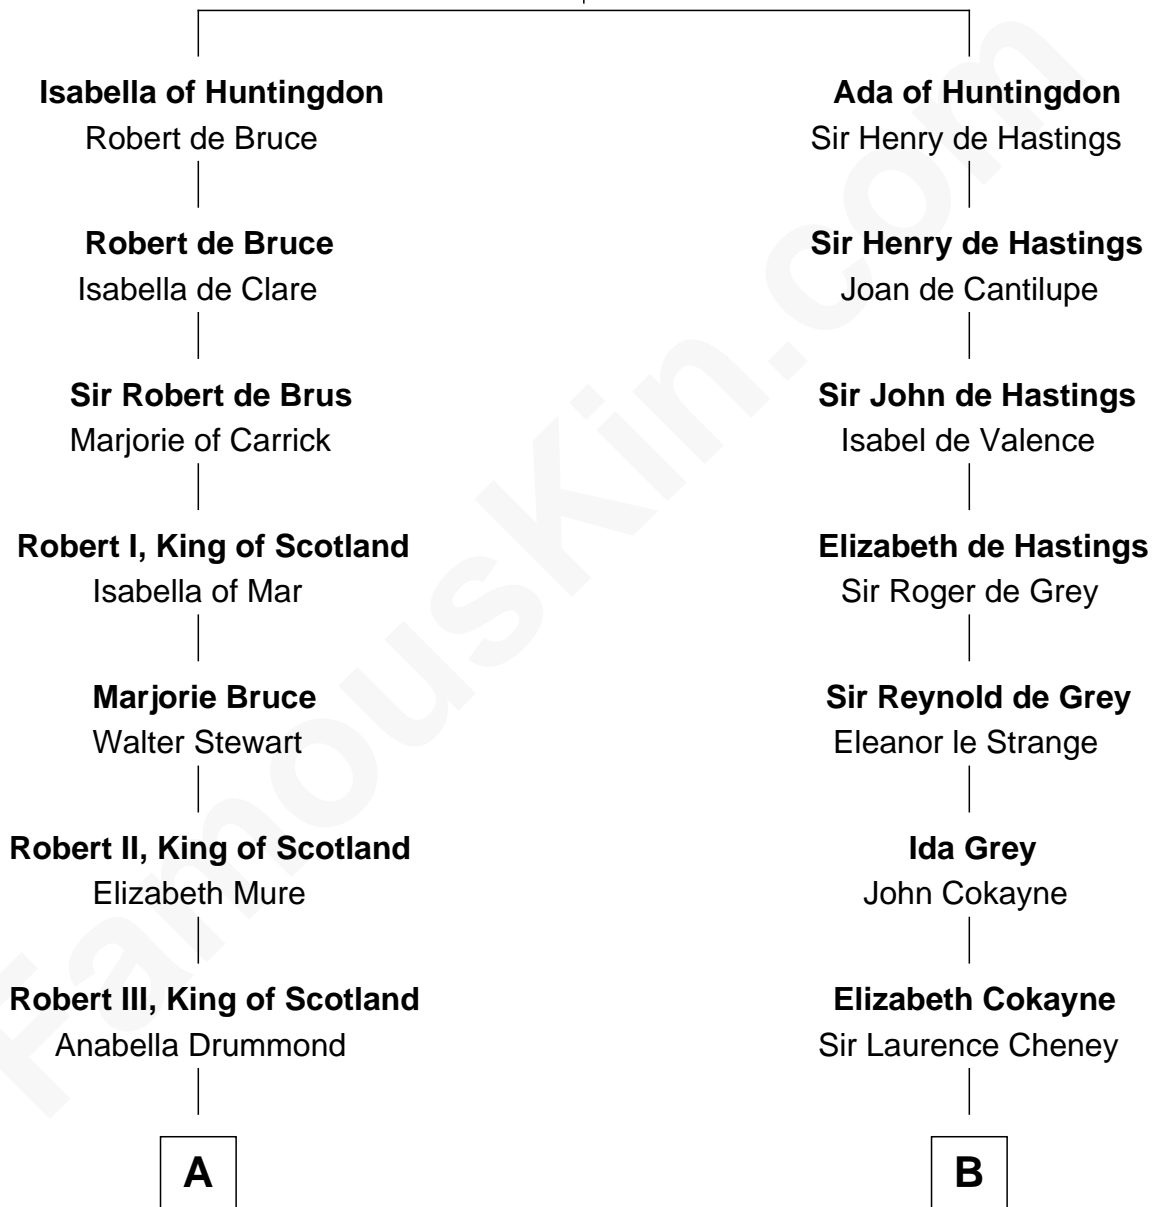 Isabella of Huntingdon
Robert de Bruce
Robert de Bruce
Isabella de Clare
Sir Robert de Brus
Marjorie of Carrick
Robert I, King of Scotland
Isabella of Mar
Marjorie Bruce
Walter Stewart
Robert II, King of Scotland
Elizabeth Mure
Robert III, King of Scotland
Anabella Drummond
A
Ada of Huntingdon
Sir Henry de Hastings
Sir Henry de Hastings
Joan de Cantilupe
Sir John de Hastings
Isabel de Valence
Elizabeth de Hastings
Sir Roger de Grey
Sir Reynold de Grey
Eleanor le Strange
Ida Grey
John Cokayne
Elizabeth Cokayne
Sir Laurence Cheney
B
FamousKin.com